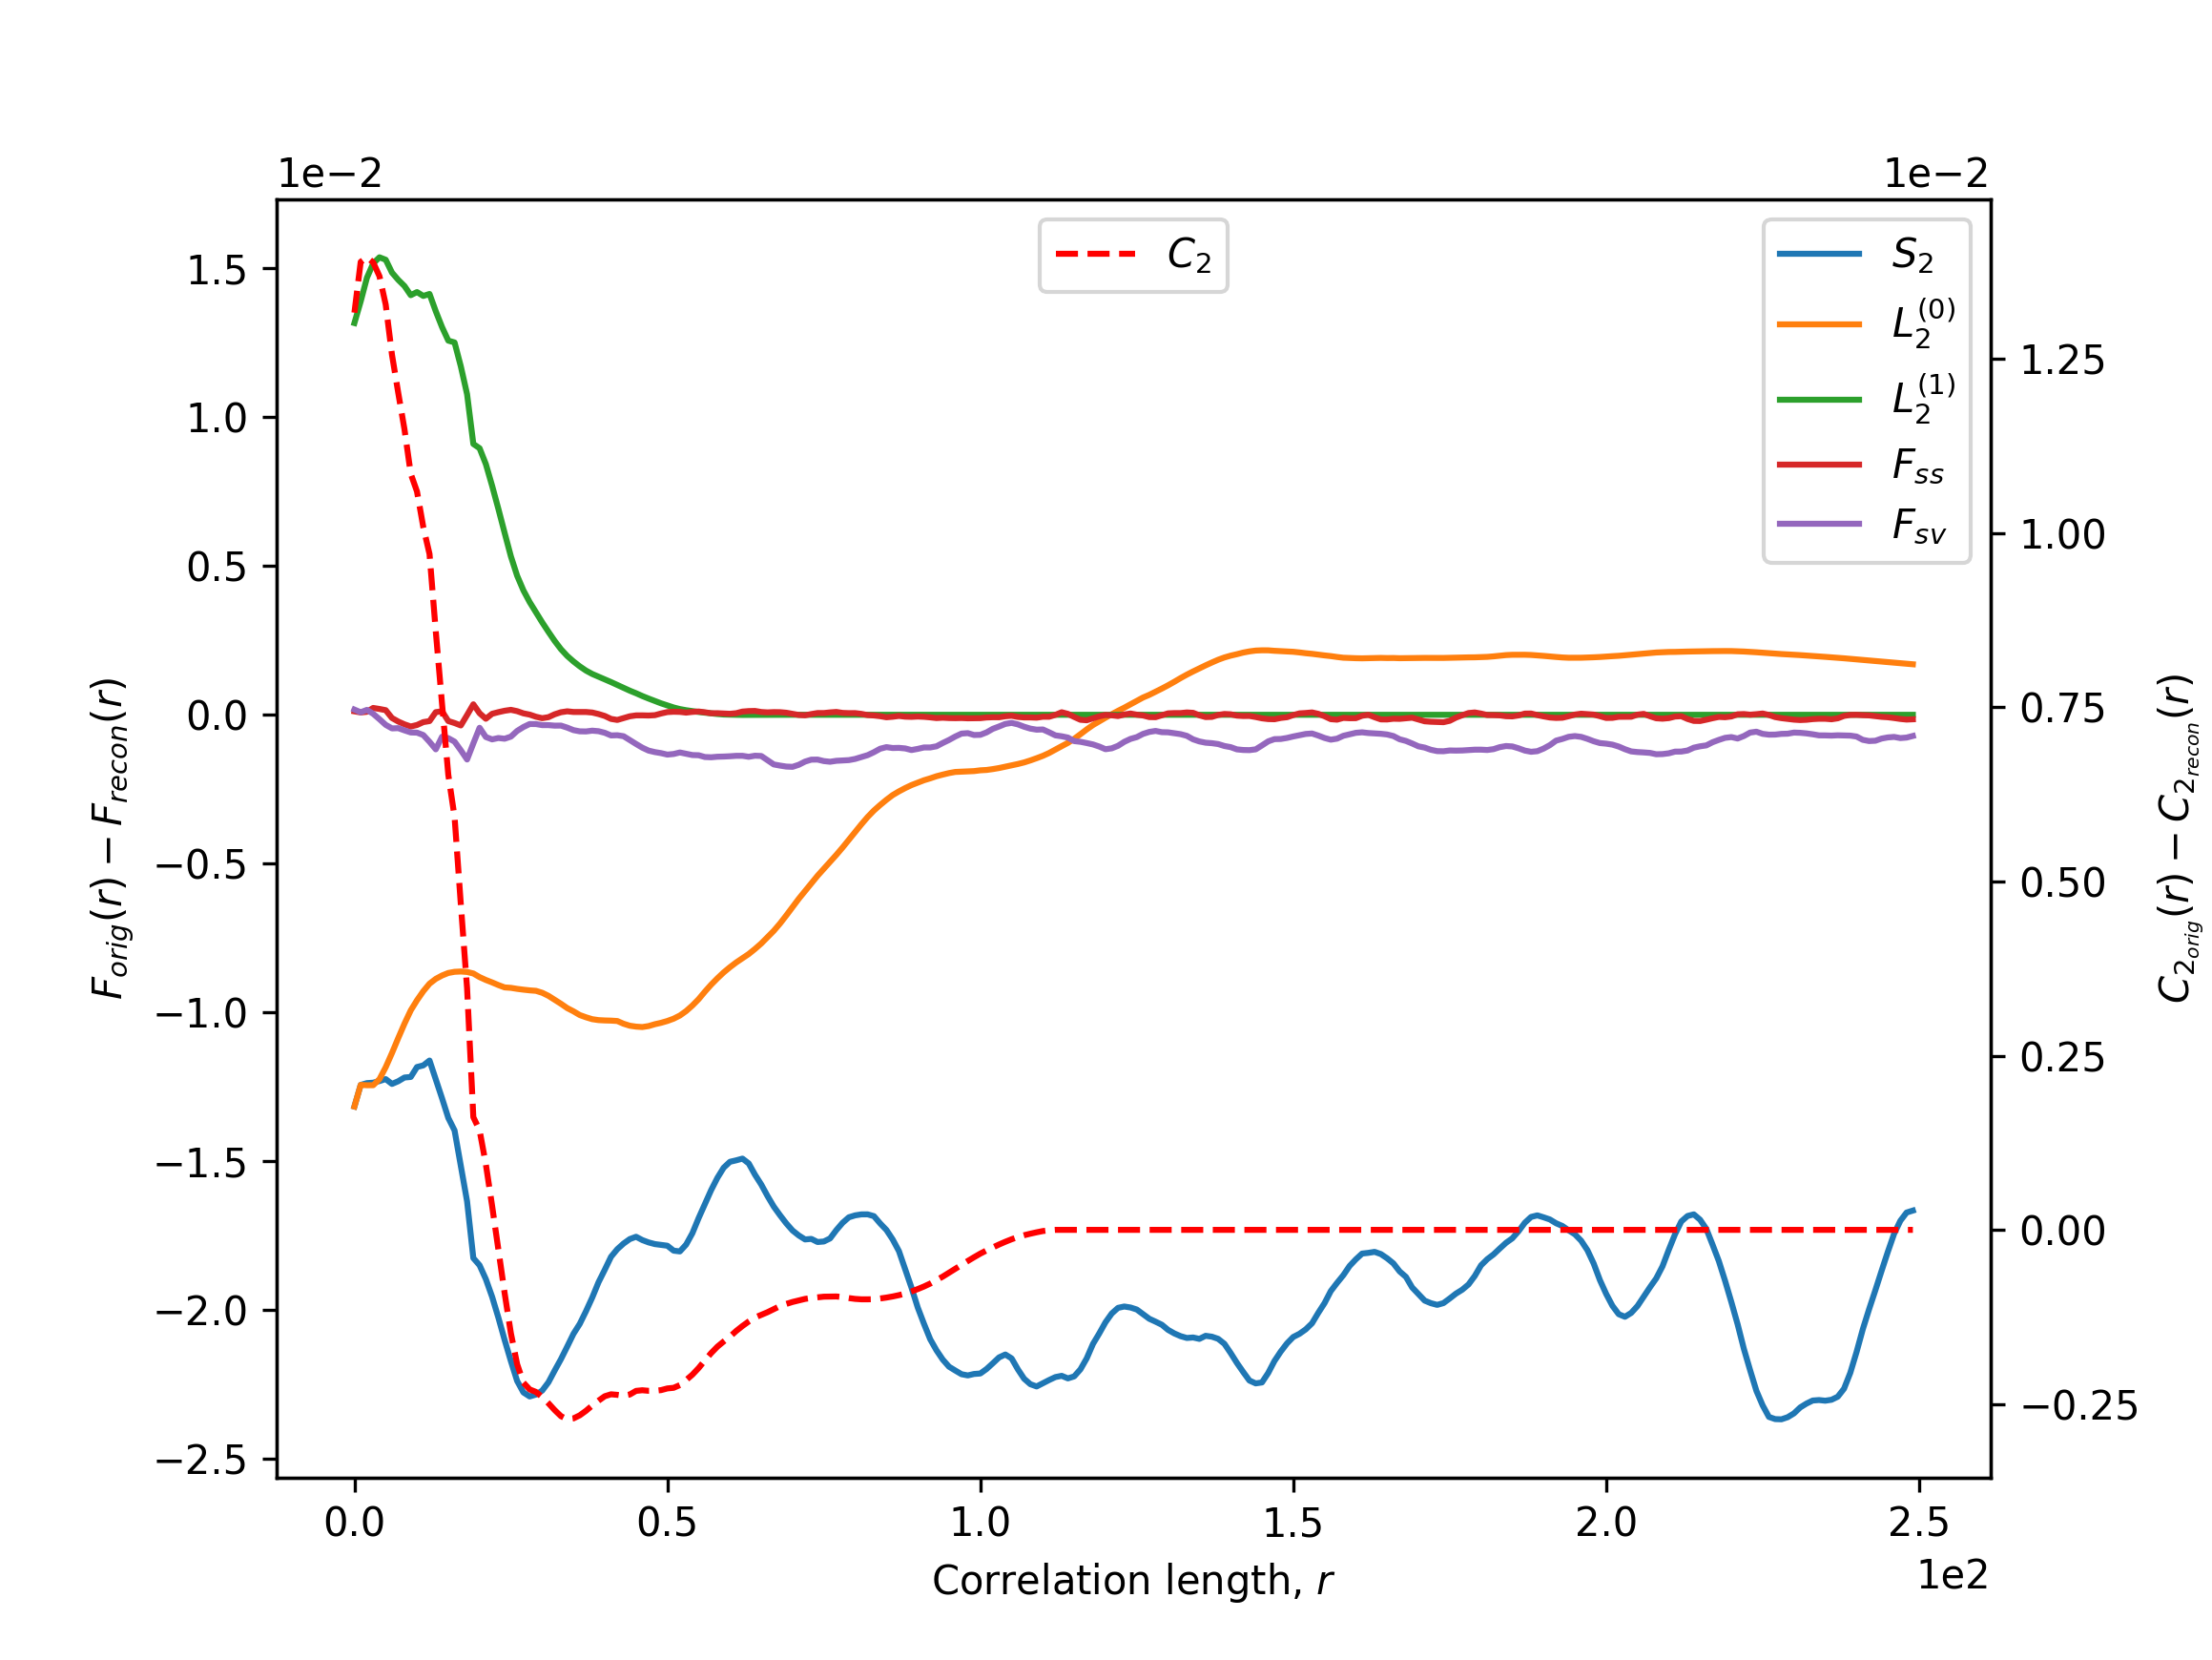 1e−2
1e−2
C2
S2
L2(0)
L2(1)
Fss
Fsv
1.5
1.0
0.5
0.0
−0.5
−1.0
−1.5
−2.0
−2.5
1.25
1.00
0.75
0.50
0.25
0.00
−0.25
Forig(r) − Frecon(r)
C2orig(r) − C2recon(r)
0.0 0.5 1.0 1.5 2.0 2.5
1e2
Correlation length, r